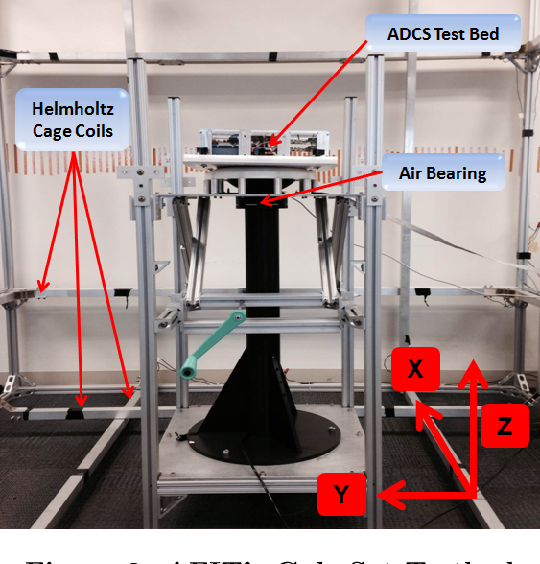 ADCS Test Bed
Helmholtz
Cage Coils
Air Bearing
X
Z
Y